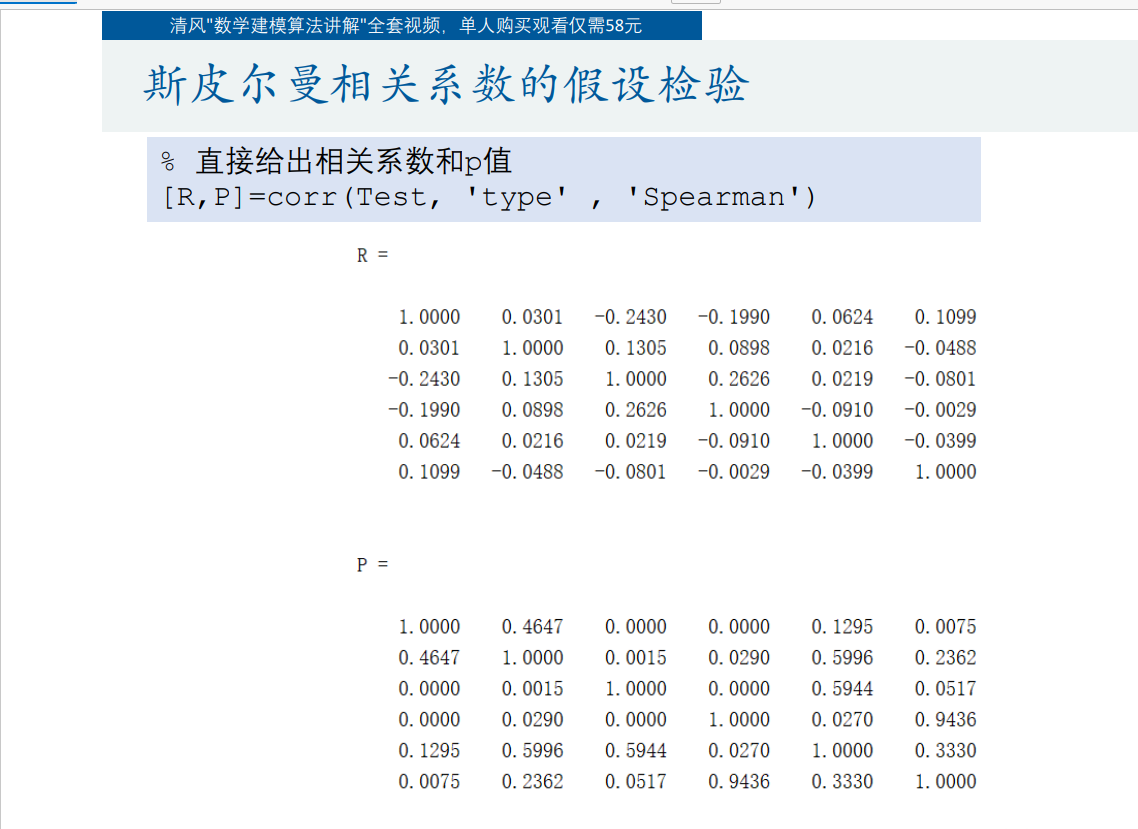 清风"数学建模算法讲解"全套视频，单人购买观看仅需58元
斯皮尔曼相关系数的假设检验
% 直接给出相关系数和p值
[R,P]=corr(Test, 'type' , 'Spearman')
R =
1.0000 0.0301 -0.2430 -0.1990 0.0624 0.1099
0.0301 1.0000 0.1305 0.0898 0.0216 -0.0488
-0.2430 0.1305 1.0000 0.2626 0.0219 -0.0801
-0.1990 0.0898 0.2626 1.0000 -0.0910 -0.0029
0.0624 0.0216 0.0219 -0.0910 1.0000 -0.0399
0.1099 -0.0488 -0.0801 -0.0029 -0.0399 1.0000
P =
1.0000 0.4647 0.0000 0.0000 0.1295 0.0075
0.4647 1.0000 0.0015 0.0290 0.5996 0.2362
0.0000 0.0015 1.0000 0.0000 0.5944 0.0517
0.0000 0.0290 0.0000 1.0000 0.0270 0.9436
0.1295 0.5996 0.5944 0.0270 1.0000 0.3330
0.0075 0.2362 0.0517 0.9436 0.3330 1.0000